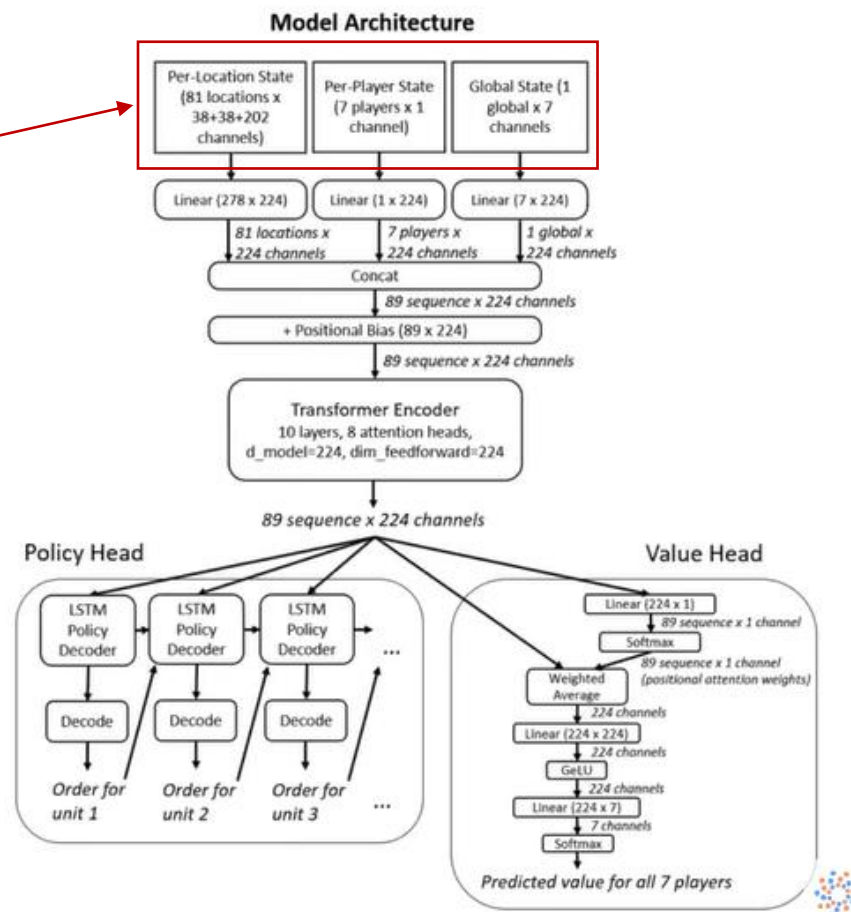 Model Architecture
Per-Location State
(81 locations x
38+38+202
channels)
Per-Player State
(7 players x 1
channel)
Global State (1
global x 7
channels
Linear (278 x 224)
Linear (1 x 224)
Linear (7 x 224)
81 locations x
224 channels
7 players x
224 channels
1 global x
224 channels
Concat
89 sequence x 224 channels
+ Positional Bias (89 x 224)
89 sequence x 224 channels
Transformer Encoder
10 layers, 8 attention heads,
d_model=224, dim_feedforward=224
89 sequence x 224 channels
Policy Head
LSTM
Policy
Decoder
LSTM
Policy
Decoder
LSTM
Policy
Decoder
...
Decode
Decode
Decode
Order for
unit 1
Order for
unit 2
Order for
unit 3
...
Value Head
Linear (224 x 1)
89 sequence x 1 channel
Softmax
89 sequence x 1 channel
(positional attention weights)
Weighted
Average
224 channels
Linear (224 x 224)
224 channels
GeLU
224 channels
Linear (224 x 7)
7 channels
Softmax
Predicted value for all 7 players